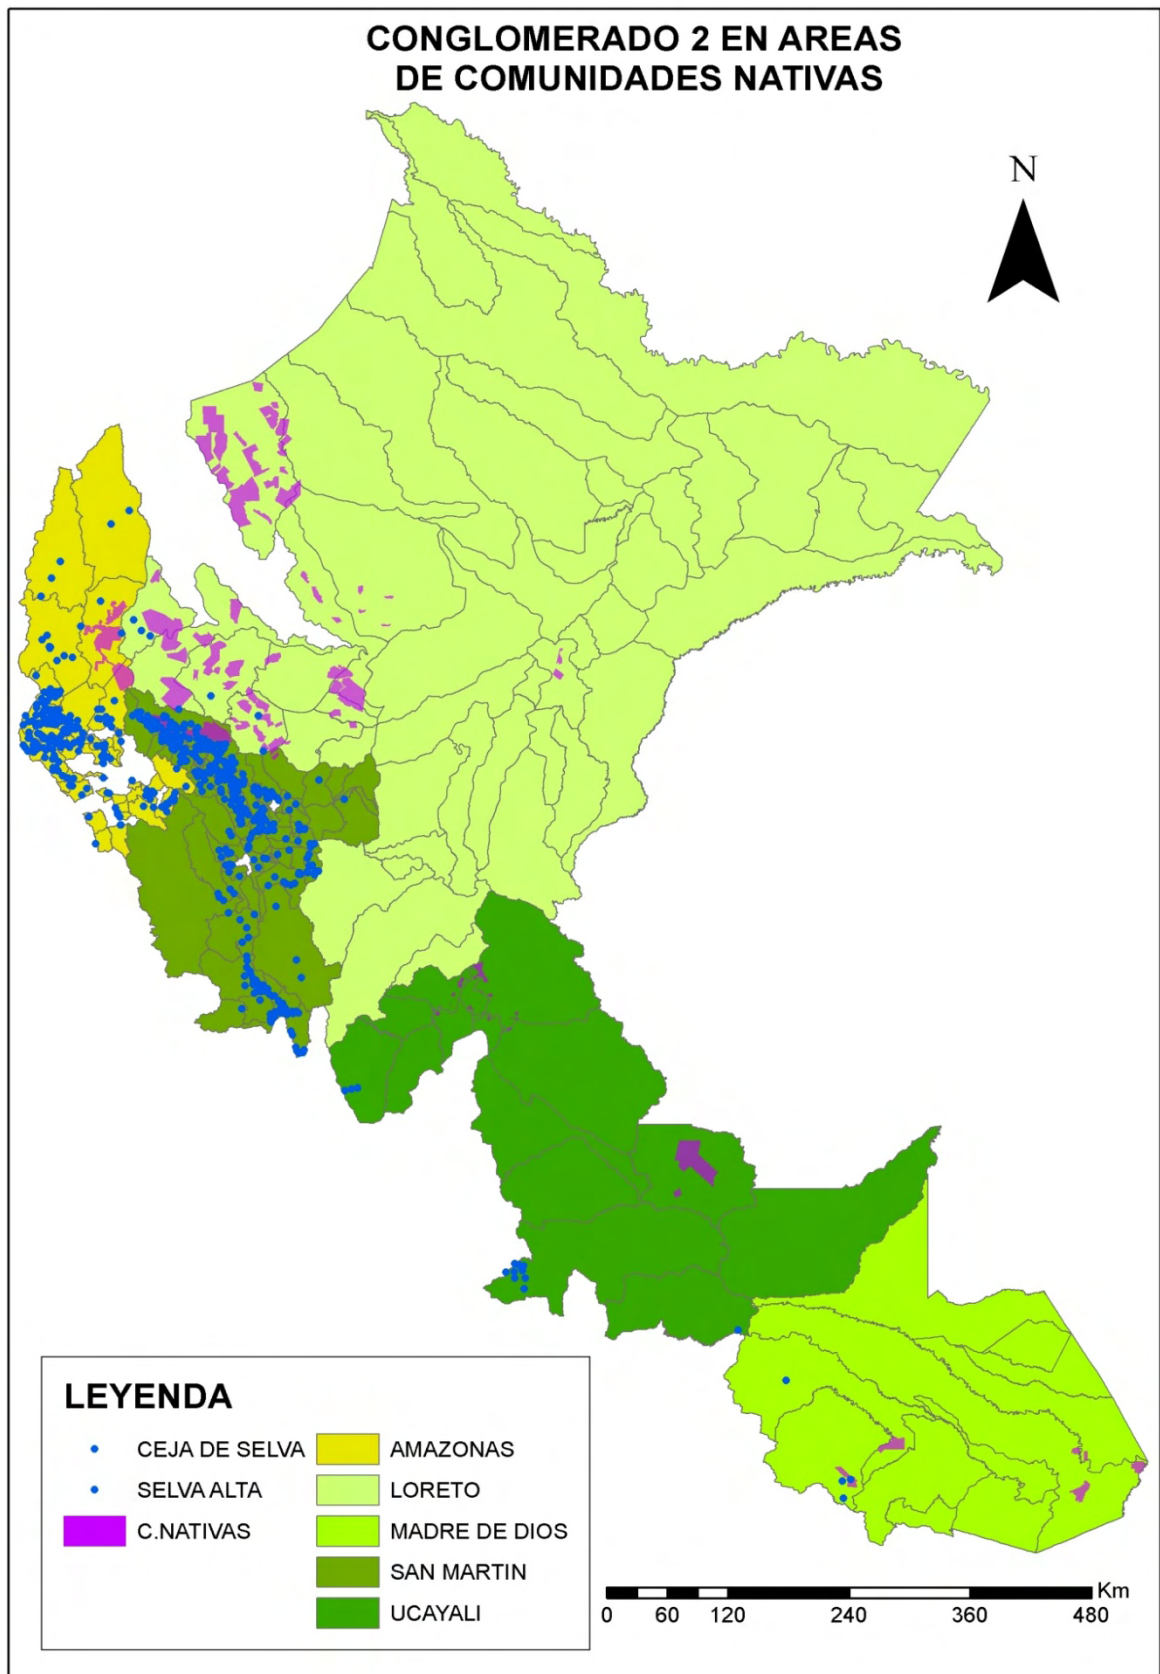 CONGLOMERADO 2 EN AREAS
DE COMUNIDADES NATIVAS
N
LEYENDA
CEJA DE SELVA
SELVA ALTA
C.NATIVAS
AMAZONAS
LORETO
MADRE DE DIOS
SAN MARTIN
UCAYALI
Km
0 60 120 240 360 480